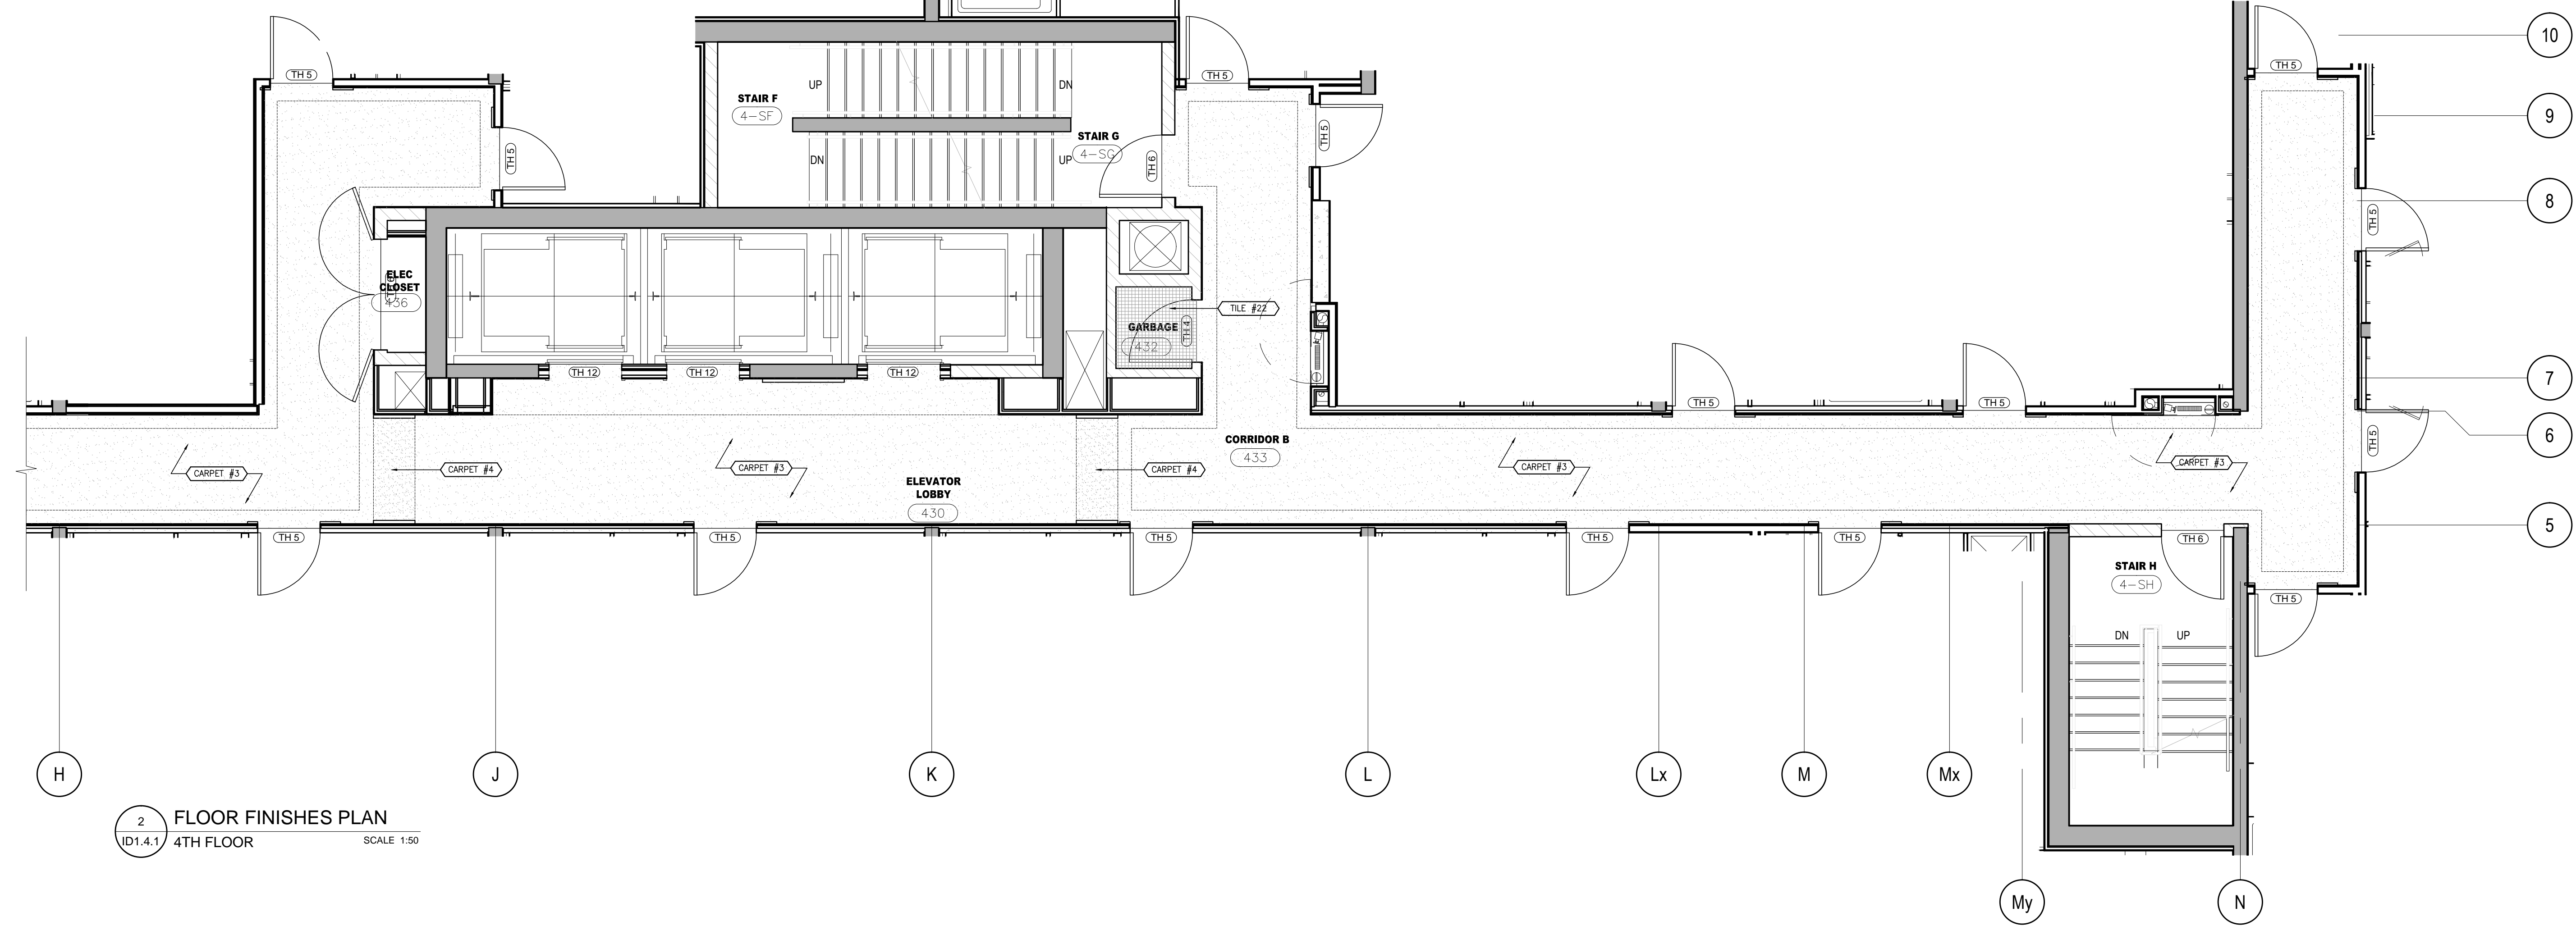 10
TH 5
TH 5
TH 5
9
UP
DN
STAIR F
4-SF
STAIR G
4-SG
DN
UP
TH 5
TH 5
TH 6
8
TH 5
ELEC
CLOSET
436
TILE #22
GARBAGE
432
TH 4
TH 12
TH 12
TH 12
7
TH 5
TH 5
6
TH 5
CORRIDOR B
433
CARPET #3
CARPET #4
CARPET #3
CARPET #4
CARPET #3
CARPET #3
ELEVATOR
LOBBY
430
5
TH 5
TH 5
TH 5
TH 5
TH 5
TH 6
STAIR H
4-SH
TH 5
DN
UP
H
J
K
L
Lx
M
Mx
My
N
2
ID1.4.1
FLOOR FINISHES PLAN
4TH FLOOR
SCALE 1:50